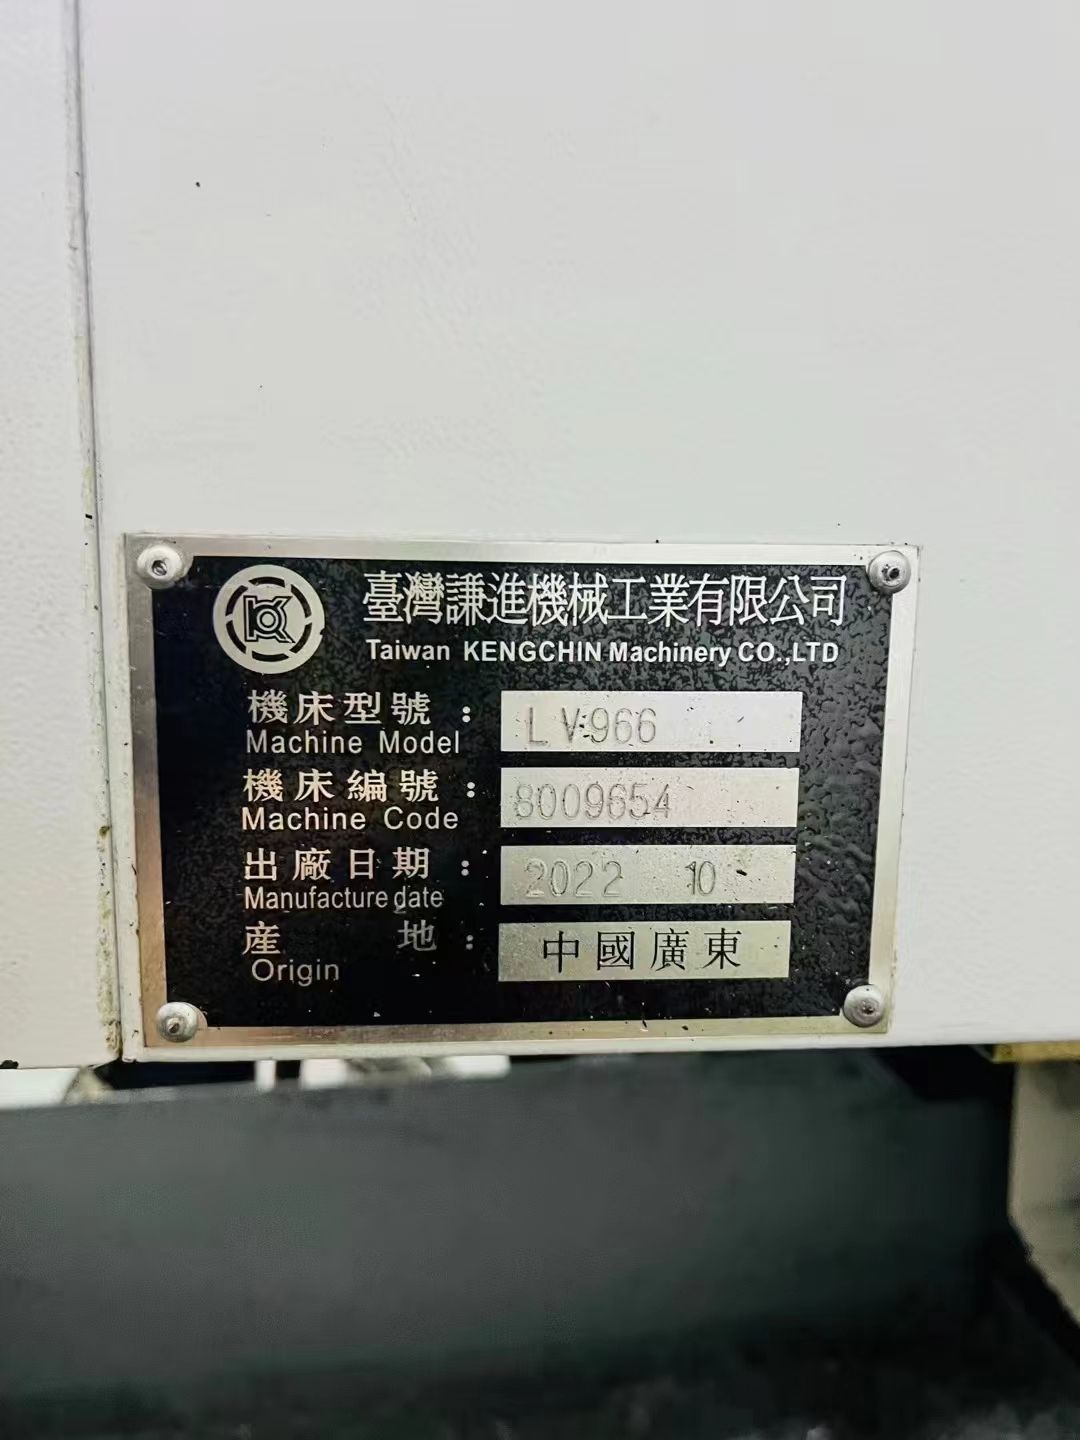 臺灣謙進機械工業有限公司
Taiwan KENGCHIN Machinery CO.,LTD
機床型號： LV966
Machine Model
機床編號： 8009654
Machine Code
出廠日期： 2022 10
Manufacture date
產 地： 中國廣東
Origin